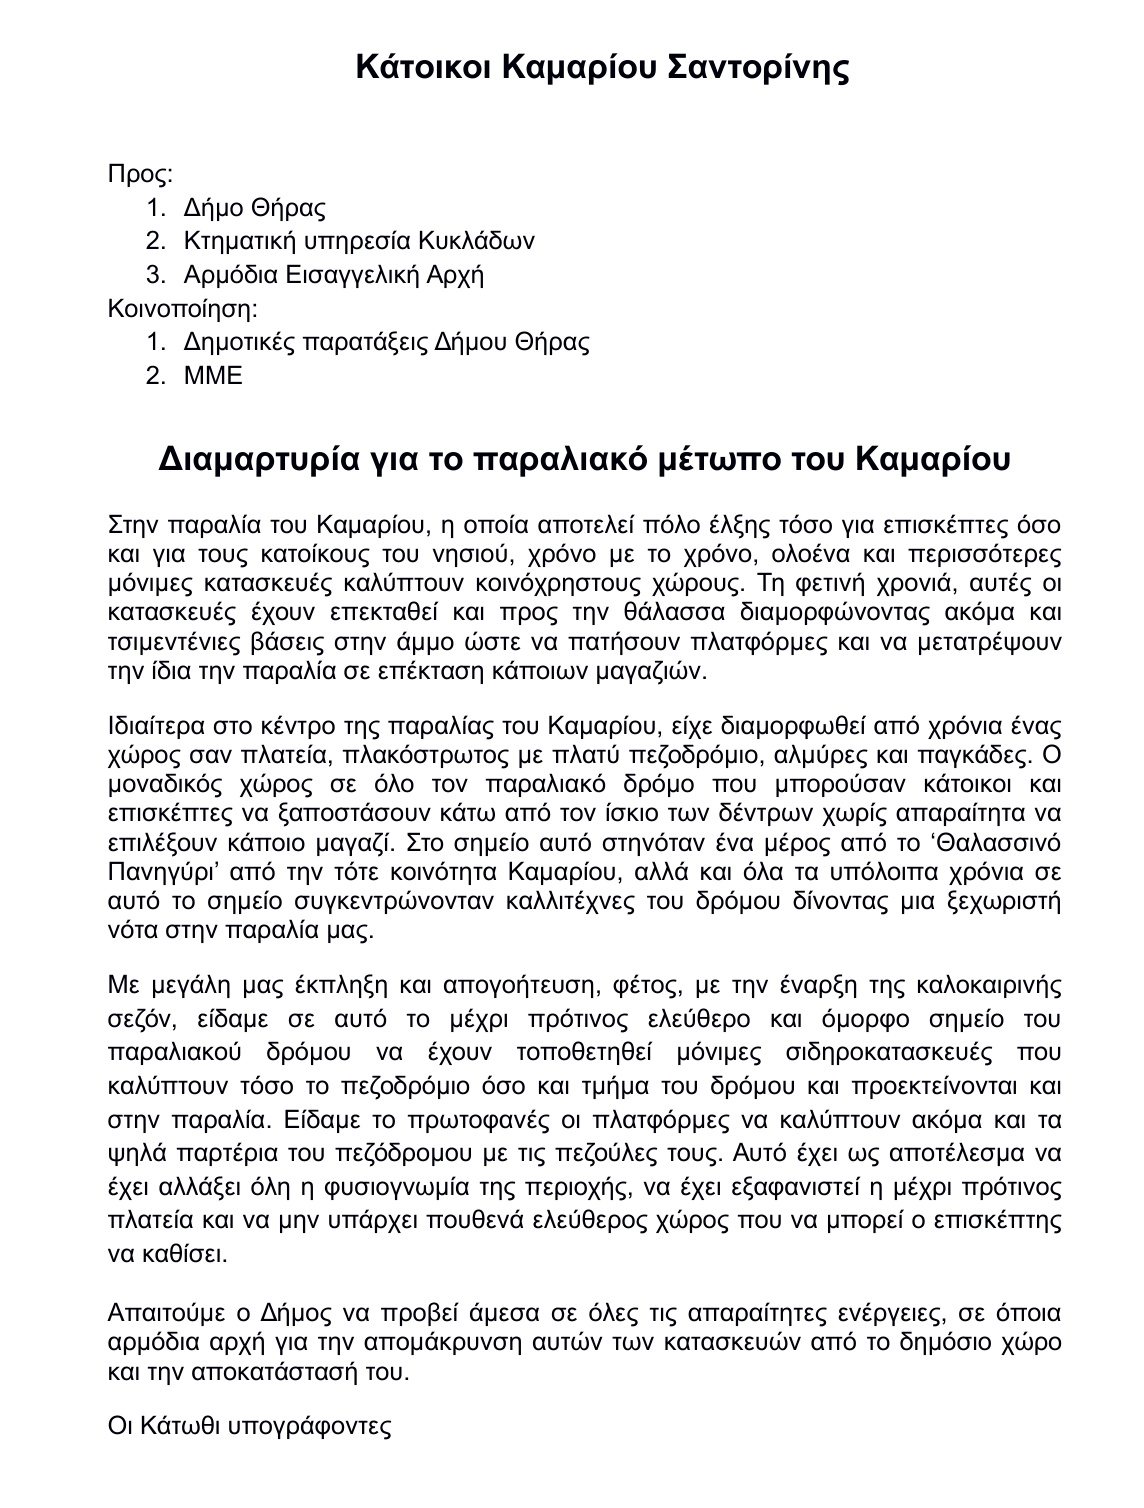 Κάτοικοι Καμαρίου Σαντορίνης
Προς:
1. Δήμο Θήρας
2. Κτηματική υπηρεσία Κυκλάδων
3. Αρμόδια Εισαγγελική Αρχή
Κοινοποίηση:
1. Δημοτικές παρατάξεις Δήμου Θήρας
2. ΜΜΕ
Διαμαρτυρία για το παραλιακό μέτωπο του Καμαρίου
Στην παραλία του Καμαρίου, η οποία αποτελεί πόλο έλξης τόσο για επισκέπτες όσο
και για τους κατοίκους του νησιού, χρόνο με το χρόνο, ολοένα και περισσότερες
μόνιμες κατασκευές καλύπτουν κοινόχρηστους χώρους. Τη φετινή χρονιά, αυτές οι
κατασκευές έχουν επεκταθεί και προς την θάλασσα διαμορφώνοντας ακόμα και
τσιμεντένιες βάσεις στην άμμο ώστε να πατήσουν πλατφόρμες και να μετατρέψουν
την ίδια την παραλία σε επέκταση κάποιων μαγαζιών.
Ιδιαίτερα στο κέντρο της παραλίας του Καμαρίου, είχε διαμορφωθεί από χρόνια ένας
χώρος σαν πλατεία, πλακόστρωτος με πλατύ πεζοδρόμιο, αλμύρες και παγκάδες. Ο
μοναδικός χώρος σε όλο τον παραλιακό δρόμο που μπορούσαν κάτοικοι και
επισκέπτες να ξαποστάσουν κάτω από τον ίσκιο των δέντρων χωρίς απαραίτητα να
επιλέξουν κάποιο μαγαζί. Στο σημείο αυτό στηνόταν ένα μέρος από το ‘Θαλασσινό
Πανηγύρι’ από την τότε κοινότητα Καμαρίου, αλλά και όλα τα υπόλοιπα χρόνια σε
αυτό το σημείο συγκεντρώνονταν καλλιτέχνες του δρόμου δίνοντας μια ξεχωριστή
νότα στην παραλία μας.
Με μεγάλη μας έκπληξη και απογοήτευση, φέτος, με την έναρξη της καλοκαιρινής
σεζόν, είδαμε σε αυτό το μέχρι πρότινος ελεύθερο και όμορφο σημείο του
παραλιακού δρόμου να έχουν τοποθετηθεί μόνιμες σιδηροκατασκευές που
καλύπτουν τόσο το πεζοδρόμιο όσο και τμήμα του δρόμου και προεκτείνονται και
στην παραλία. Είδαμε το πρωτοφανές οι πλατφόρμες να καλύπτουν ακόμα και τα
ψηλά παρτέρια του πεζόδρομου με τις πεζούλες τους. Αυτό έχει ως αποτέλεσμα να
έχει αλλάξει όλη η φυσιογνωμία της περιοχής, να έχει εξαφανιστεί η μέχρι πρότινος
πλατεία και να μην υπάρχει πουθενά ελεύθερος χώρος που να μπορεί ο επισκέπτης
να καθίσει.
Απαιτούμε ο Δήμος να προβεί άμεσα σε όλες τις απαραίτητες ενέργειες, σε όποια
αρμόδια αρχή για την απομάκρυνση αυτών των κατασκευών από το δημόσιο χώρο
και την αποκατάστασή του.
Οι Κάτωθι υπογράφοντες